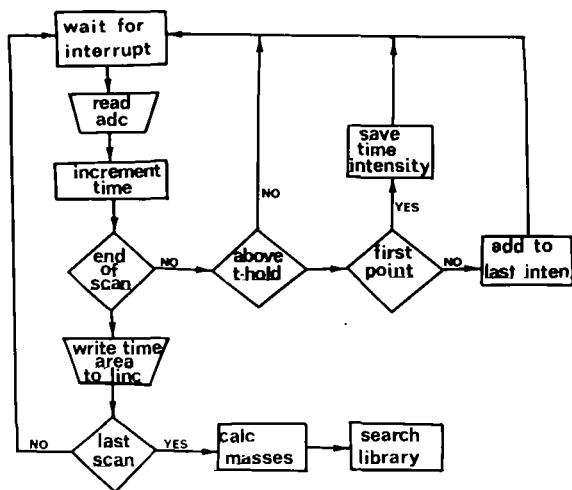 wait for
interrupt
read
adc
increment
time
save
time
intensity
NO
YES
end
of
scan
NO
above
t-hold
first
point
NO
add to
last inten.
write time
area
to linc
NO
last
scan
YES
calc
masses
search
library